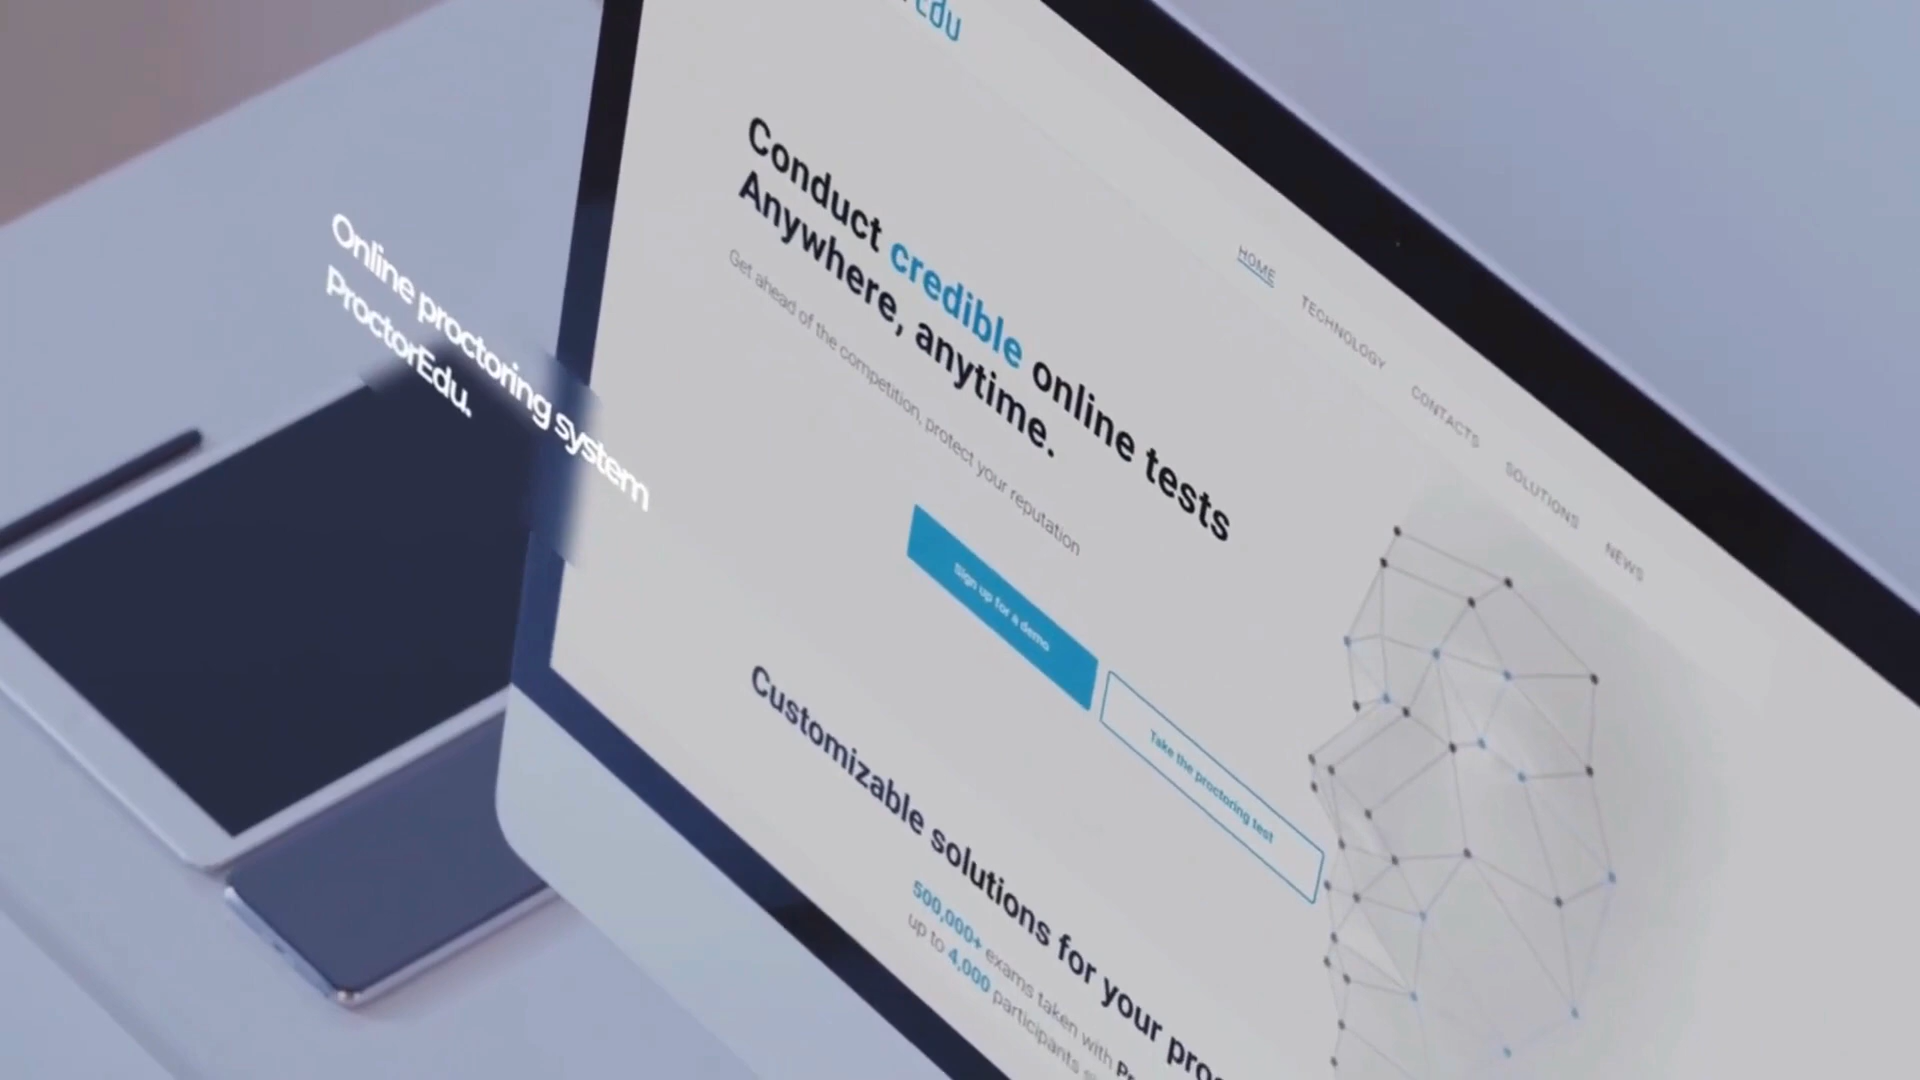 Edu
HOME
TECHNOLOGY
CONTACTS
SOLUTIONS
NEWS
Online proctoring system
ProctorEdu.
Conduct credible online tests
Anywhere, anytime.
Get ahead of the competition, protect your reputation
Sign up for a demo
Take the proctoring test
Customizable solutions for your
500,000+ exams taken with
up to 4,000 participants